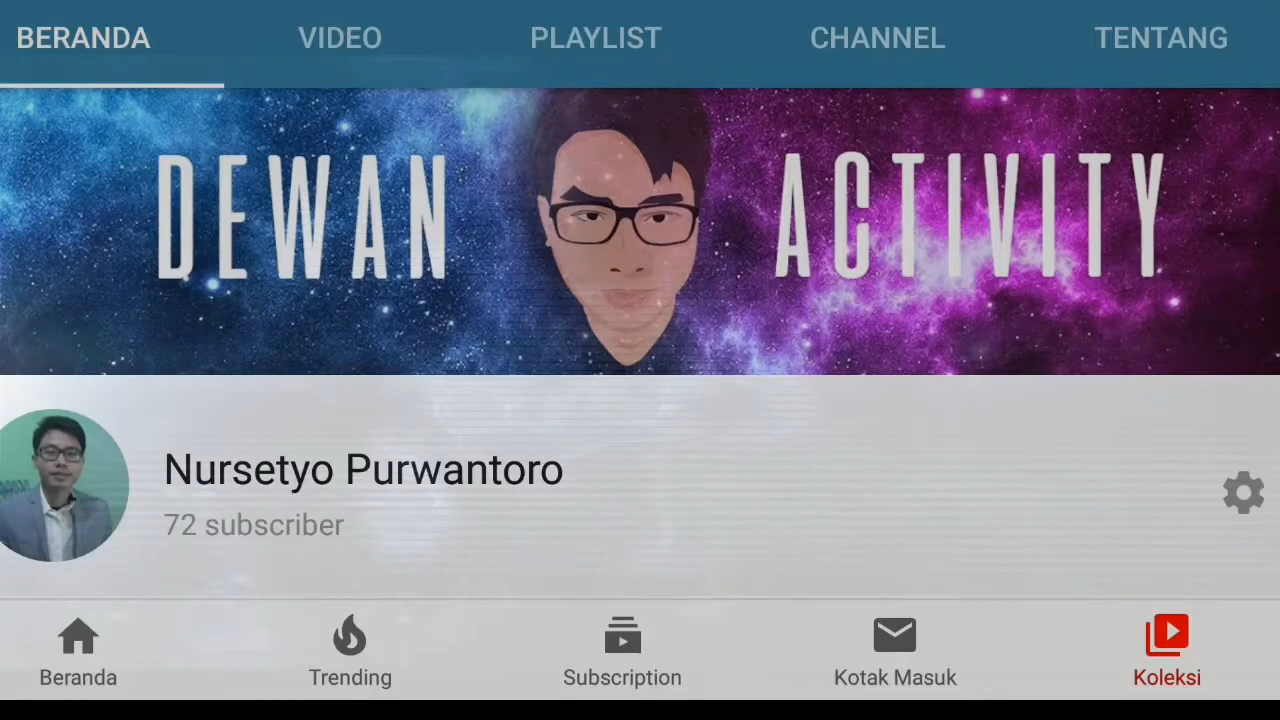 BERANDA VIDEO PLAYLIST CHANNEL TENTANG
DEWAN ACTIVITY
Nursetyo Purwantoro
72 subscriber
Beranda Trending Subscription Kotak Masuk Koleksi